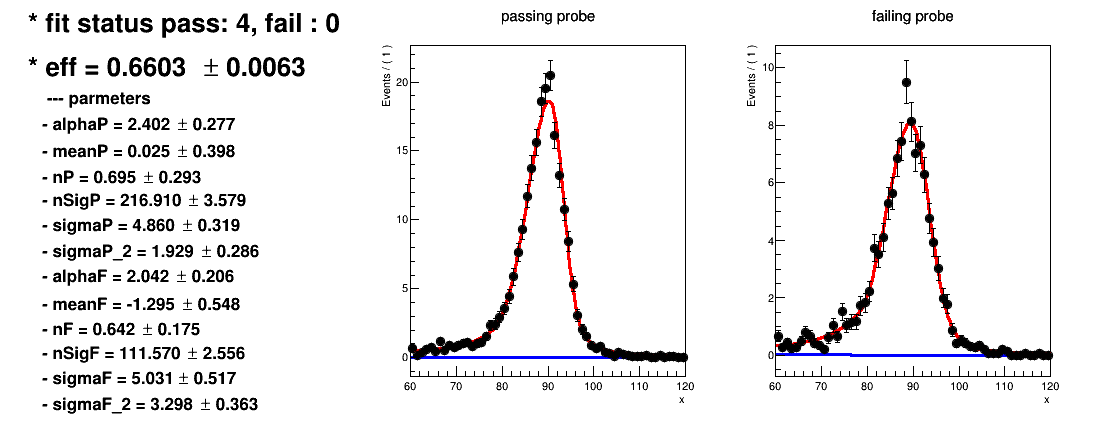 * fit status pass: 4, fail : 0
* eff = 0.6603 ± 0.0063
--- parmeters
- alphaP = 2.402 ± 0.277
- meanP = 0.025 ± 0.398
- nP = 0.695 ± 0.293
- nSigP = 216.910 ± 3.579
- sigmaP = 4.860 ± 0.319
- sigmaP_2 = 1.929 ± 0.286
- alphaF = 2.042 ± 0.206
- meanF = -1.295 ± 0.548
- nF = 0.642 ± 0.175
- nSigF = 111.570 ± 2.556
- sigmaF = 5.031 ± 0.517
- sigmaF_2 = 3.298 ± 0.363
passing probe
Events / ( 1 )
20
15
10
5
0
60 70 80 90 100 110 120
x
failing probe
Events / ( 1 )
10
8
6
4
2
0
60 70 80 90 100 110 120
x